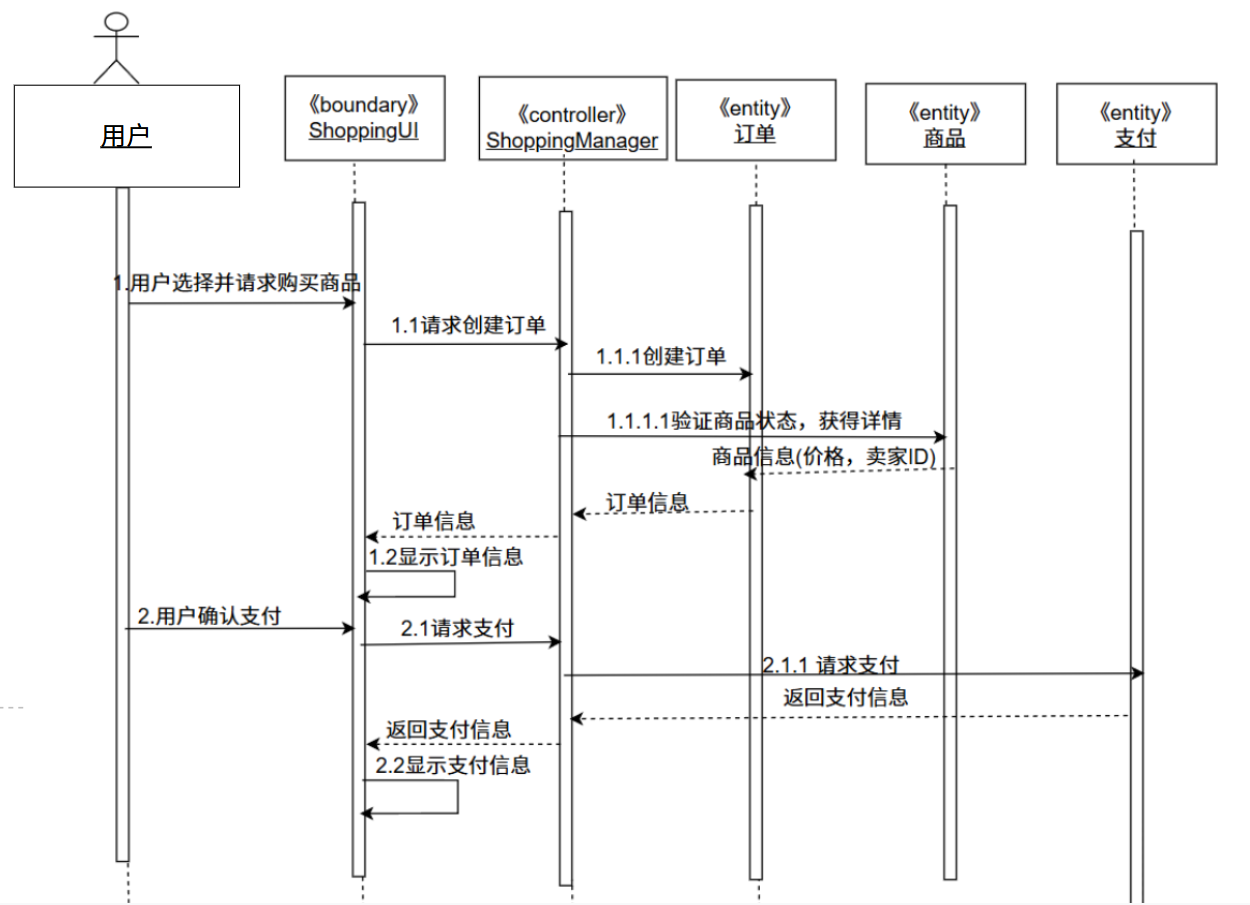 用户
《boundary》
ShoppingUI
《controller》
ShoppingManager
《entity》
订单
《entity》
商品
《entity》
支付
1.用户选择并请求购买商品
1.1请求创建订单
1.1.1创建订单
1.1.1.1验证商品状态，获得详情
商品信息(价格，卖家ID)
订单信息
订单信息
1.2显示订单信息
2.用户确认支付
2.1请求支付
2.1.1 请求支付
返回支付信息
返回支付信息
2.2显示支付信息